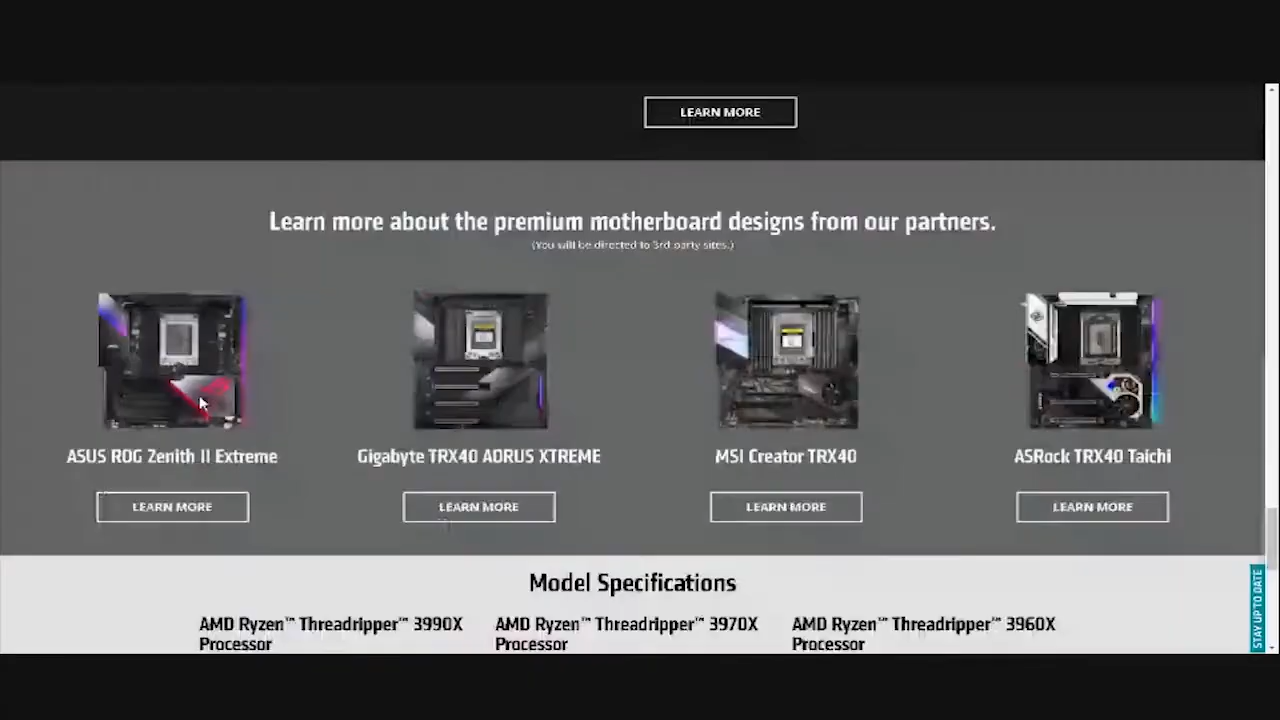 LEARN MORE
Learn more about the premium motherboard designs from our partners.
(You will be directed to 3rd party sites.)
ASUS ROG Zenith II Extreme
Gigabyte TRX40 AORUS XTREME
MSI Creator TRX40
ASRock TRX40 Taichi
LEARN MORE
LEARN MORE
LEARN MORE
LEARN MORE
Model Specifications
AMD Ryzen™ Threadripper™ 3990X
Processor
AMD Ryzen™ Threadripper™ 3970X
Processor
AMD Ryzen™ Threadripper™ 3960X
Processor
STAY UP TO DATE